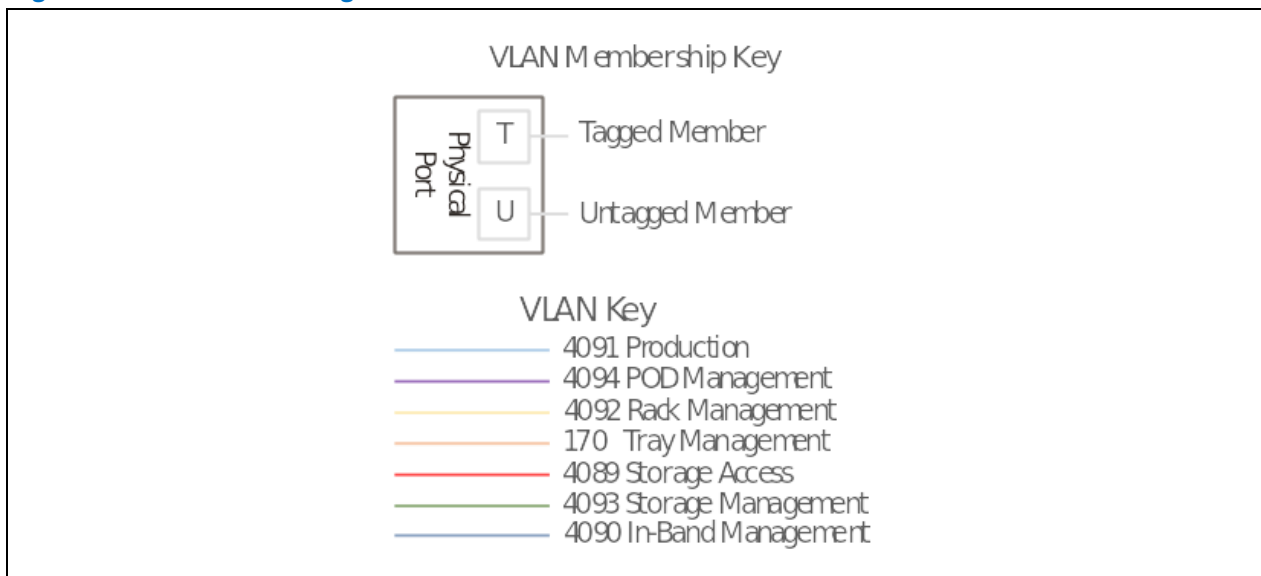 VLAN Membership Key
Physical
Port
T
Tagged Member
U
Untagged Member
VLAN Key
4091 Production
4094 POD Management
4092 Rack Management
170 Tray Management
4089 Storage Access
4093 Storage Management
4090 In-Band Management